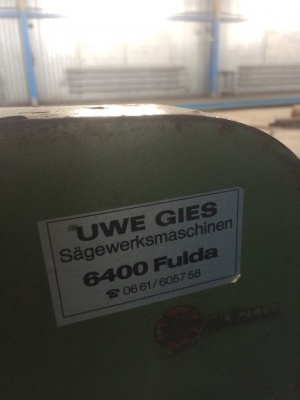 UWE GIES
Sägewerksmaschinen
6400 Fulda
☎ 06 61/6057 58